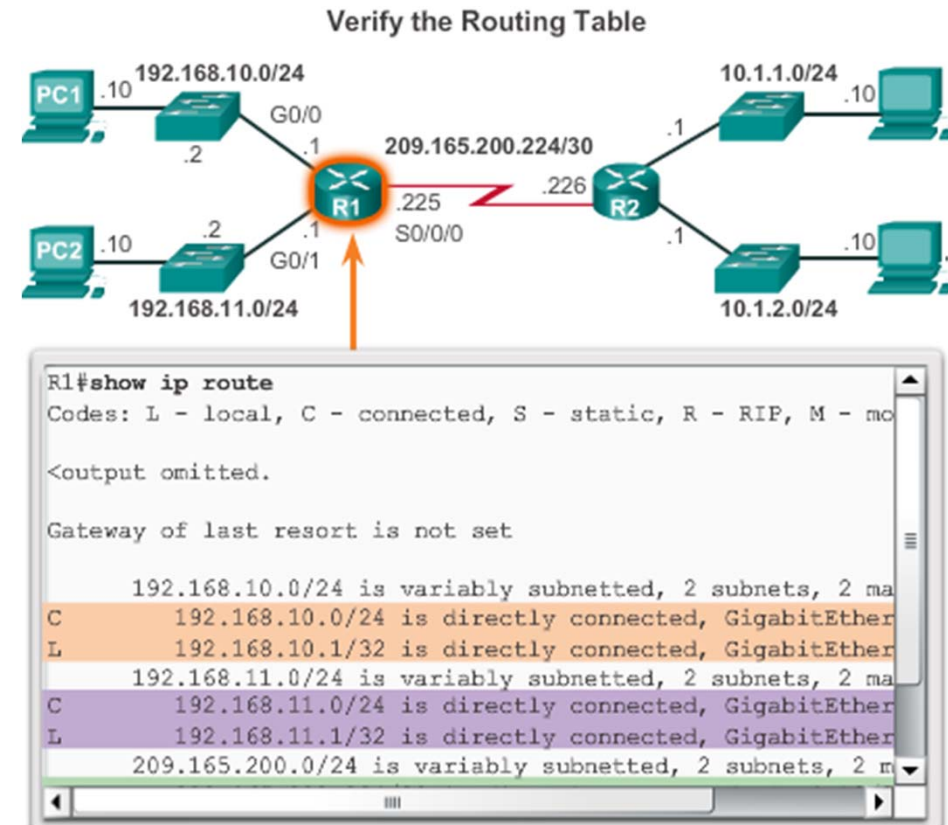 Verify the Routing Table
192.168.10.0/24
10.1.1.0/24
PC1
.10
.10
G0/0
.2
.1
209.165.200.224/30
.1
R1
.225
.226
R2
S0/0/0
PC2
.10
.2
.1
G0/1
.1
.10
192.168.11.0/24
10.1.2.0/24
R1#show ip route
Codes: L - local, C - connected, S - static, R - RIP, M - mo
<output omitted.
Gateway of last resort is not set
192.168.10.0/24 is variably subnetted, 2 subnets, 2 ma
C 192.168.10.0/24 is directly connected, GigabitEther
L 192.168.10.1/32 is directly connected, GigabitEther
192.168.11.0/24 is variably subnetted, 2 subnets, 2 ma
C 192.168.11.0/24 is directly connected, GigabitEther
L 192.168.11.1/32 is directly connected, GigabitEther
209.165.200.0/24 is variably subnetted, 2 subnets, 2 m